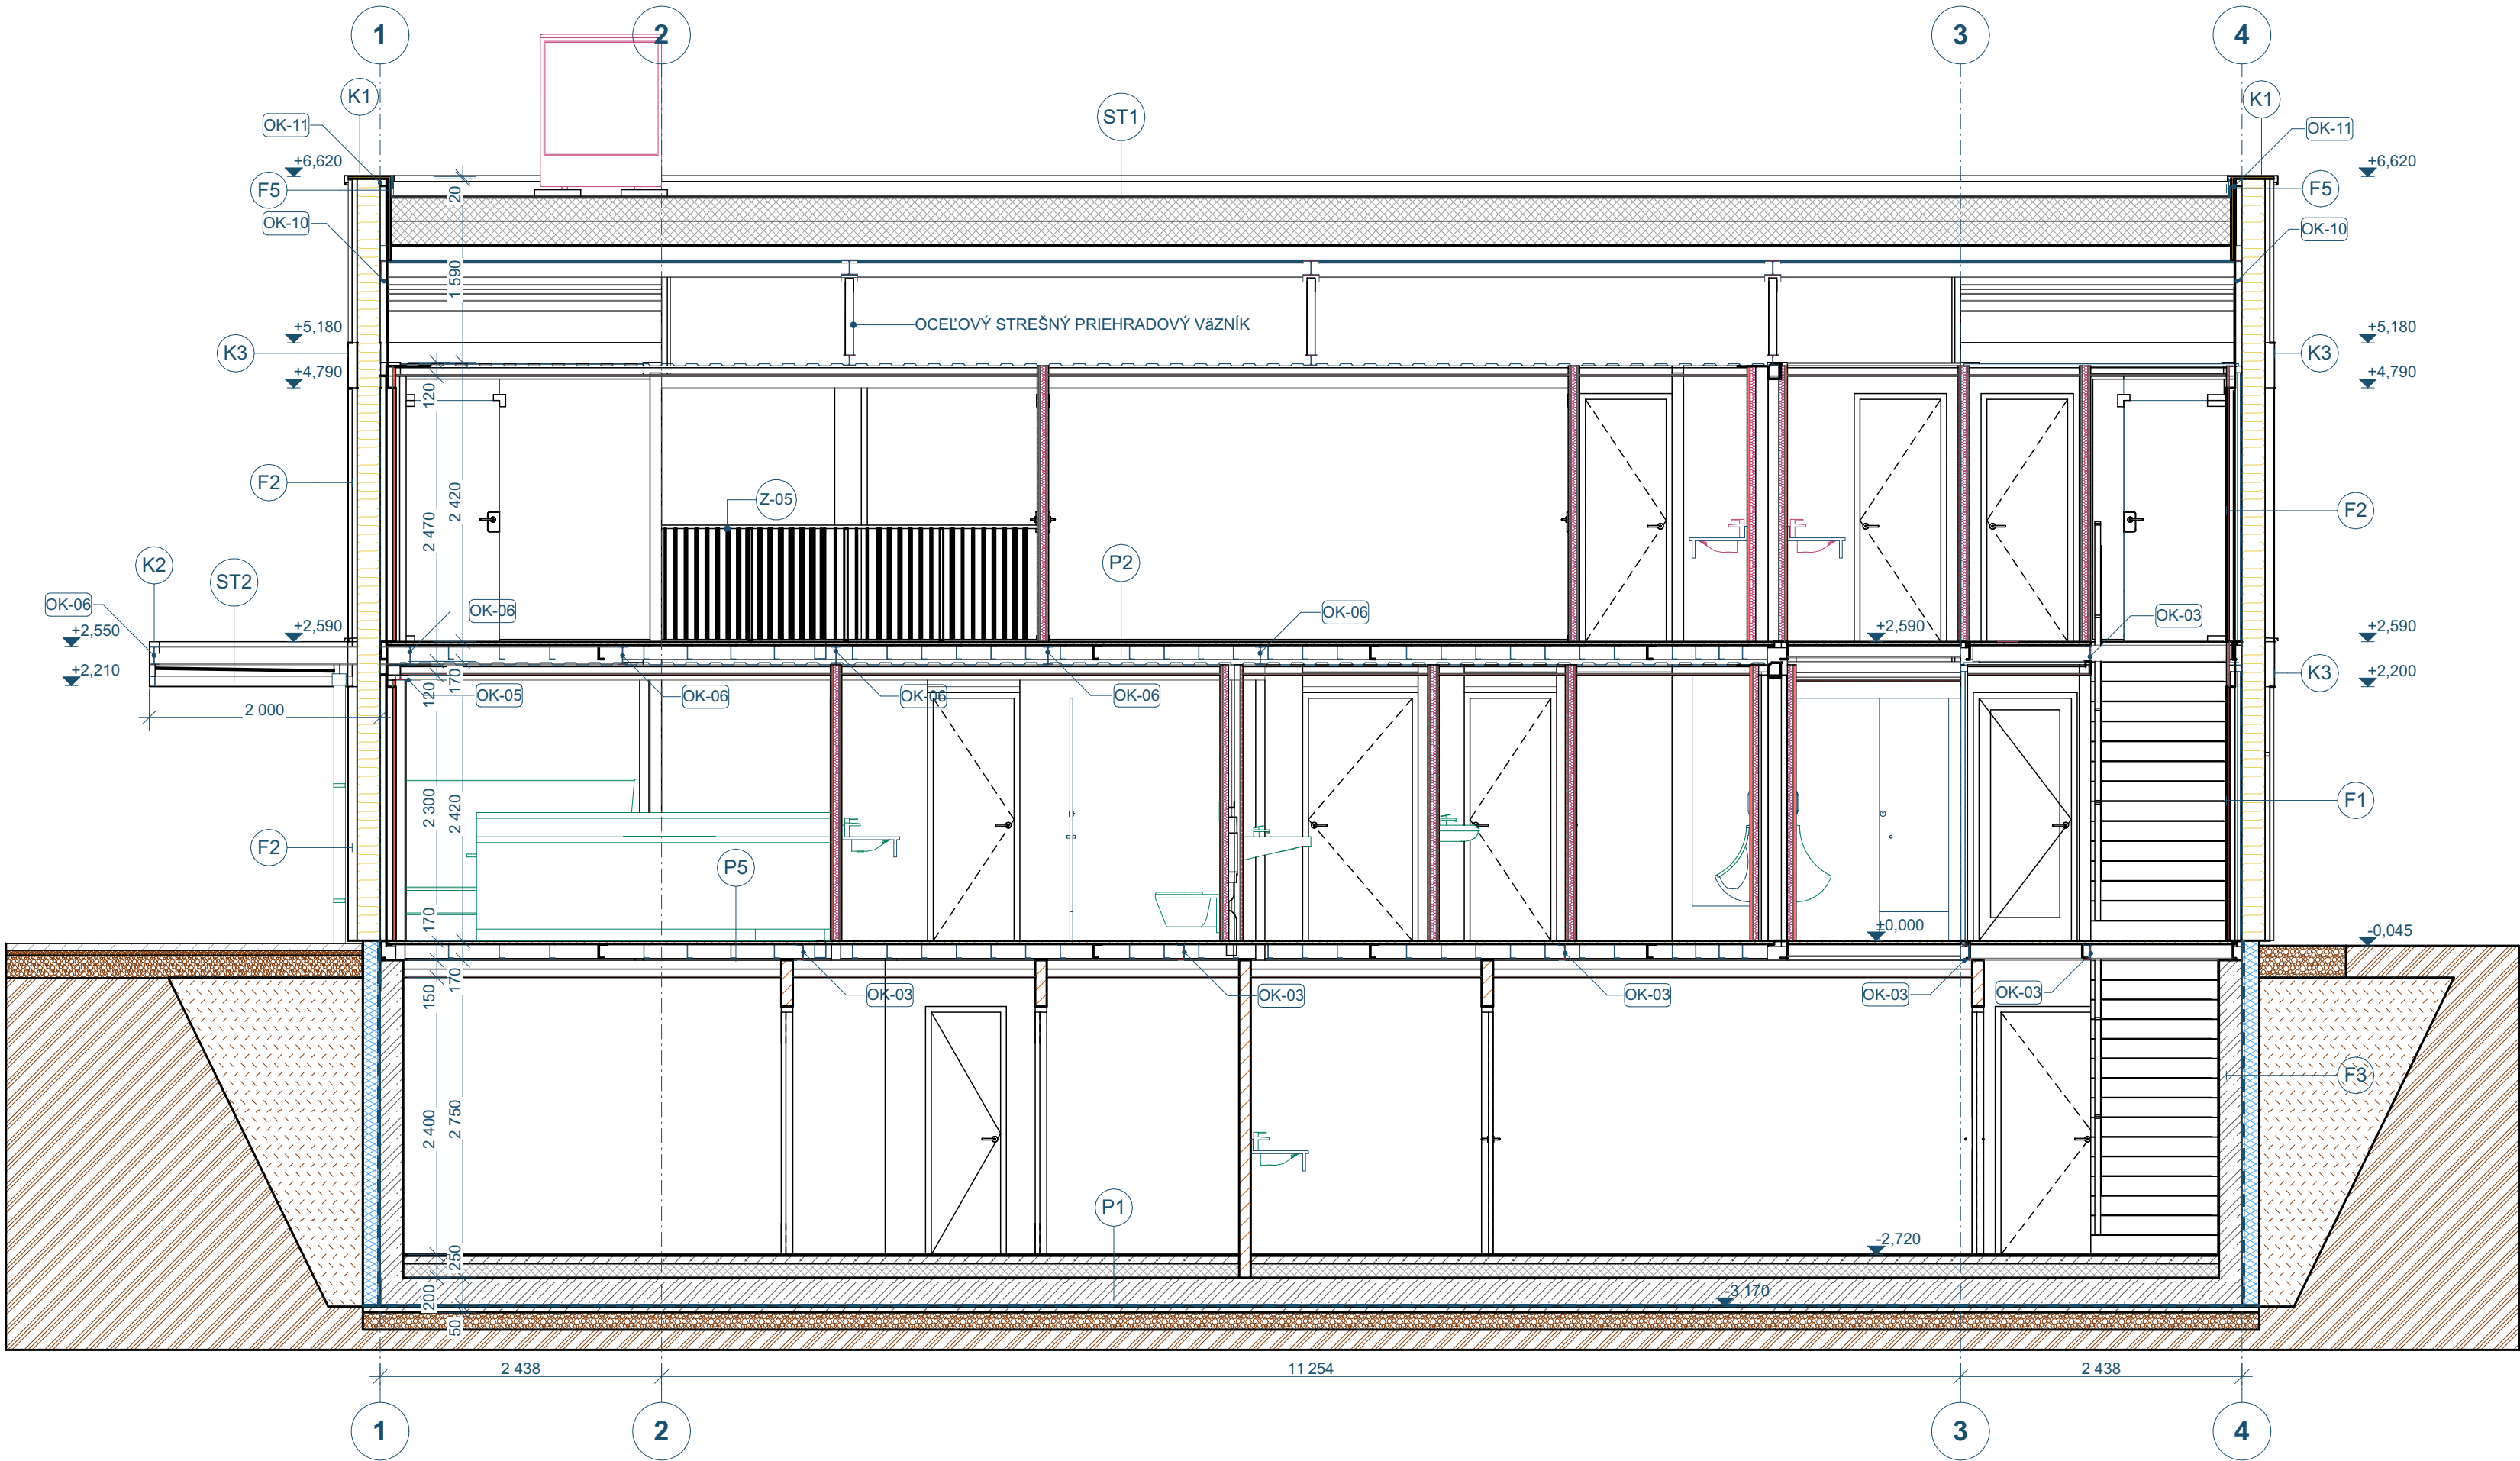 1
2
3
4
K1
K1
OK-11
ST1
OK-11
+6,620
+6,620
F5
20
F5
OK-10
OK-10
1 590
+5,180
OCEĽOVÝ STREŠNÝ PRIEHRADOVÝ VäZNÍK
+5,180
K3
K3
+4,790
+4,790
120
F2
2 420
Z-05
F2
2 470
K2
ST2
P2
OK-06
OK-06
OK-06
OK-03
+2,550
+2,590
+2,590
+2,590
+2,210
120
170
OK-05
OK-06
OK-06
OK-06
K3
+2,200
2 000
2 300
2 420
F1
F2
P5
170
±0,000
-0,045
150
170
OK-03
OK-03
OK-03
OK-03
OK-03
F3
2 400
2 750
P1
250
-2,720
200
-3,170
50
2 438
11 254
2 438
1
2
3
4